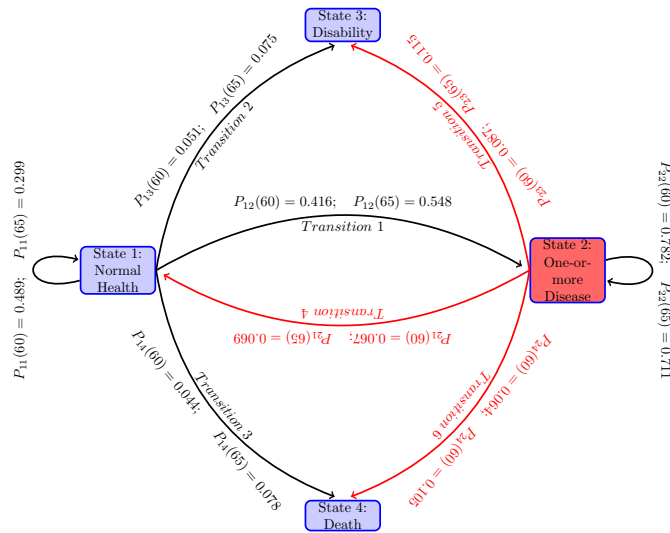 State 3:
Disability
P13(60) = 0.051; P13(65) = 0.075
Transition 2
P23(60) = 0.087; P23(65) = 0.115
Transition 5
P12(60) = 0.416; P12(65) = 0.548
Transition 1
P11(60) = 0.489; P11(65) = 0.299
State 1:
Normal
Health
State 2:
One-or-
more
Disease
P22(60) = 0.782; P22(65) = 0.711
Transition 4
P21(60) = 0.067; P21(65) = 0.069
Transition 3
P14(60) = 0.044; P14(65) = 0.078
Transition 6
P24(60) = 0.064; P24(60) = 0.105
State 4:
Death